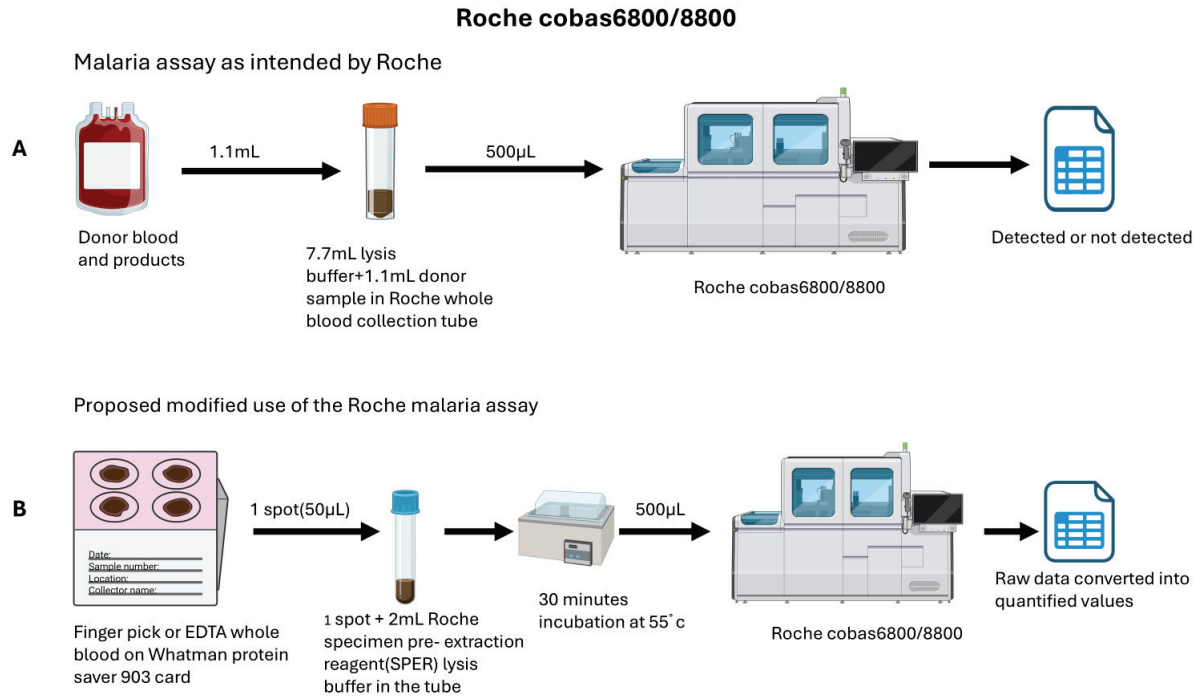 Roche cobas6800/8800
Malaria assay as intended by Roche
A
1.1mL
500µL
Donor blood
and products
7.7mL lysis
buffer+1.1mL donor
sample in Roche whole
blood collection tube
Roche cobas6800/8800
Detected or not detected
Proposed modified use of the Roche malaria assay
B
Date:
Sample number:
Location:
Collector name:
1 spot(50µL)
500µL
Finger pick or EDTA whole
blood on Whatman protein
saver 903 card
1 spot + 2mL Roche
specimen pre- extraction
reagent(SPER) lysis
buffer in the tube
30 minutes
incubation at 55˚c
Roche cobas6800/8800
Raw data converted into
quantified values